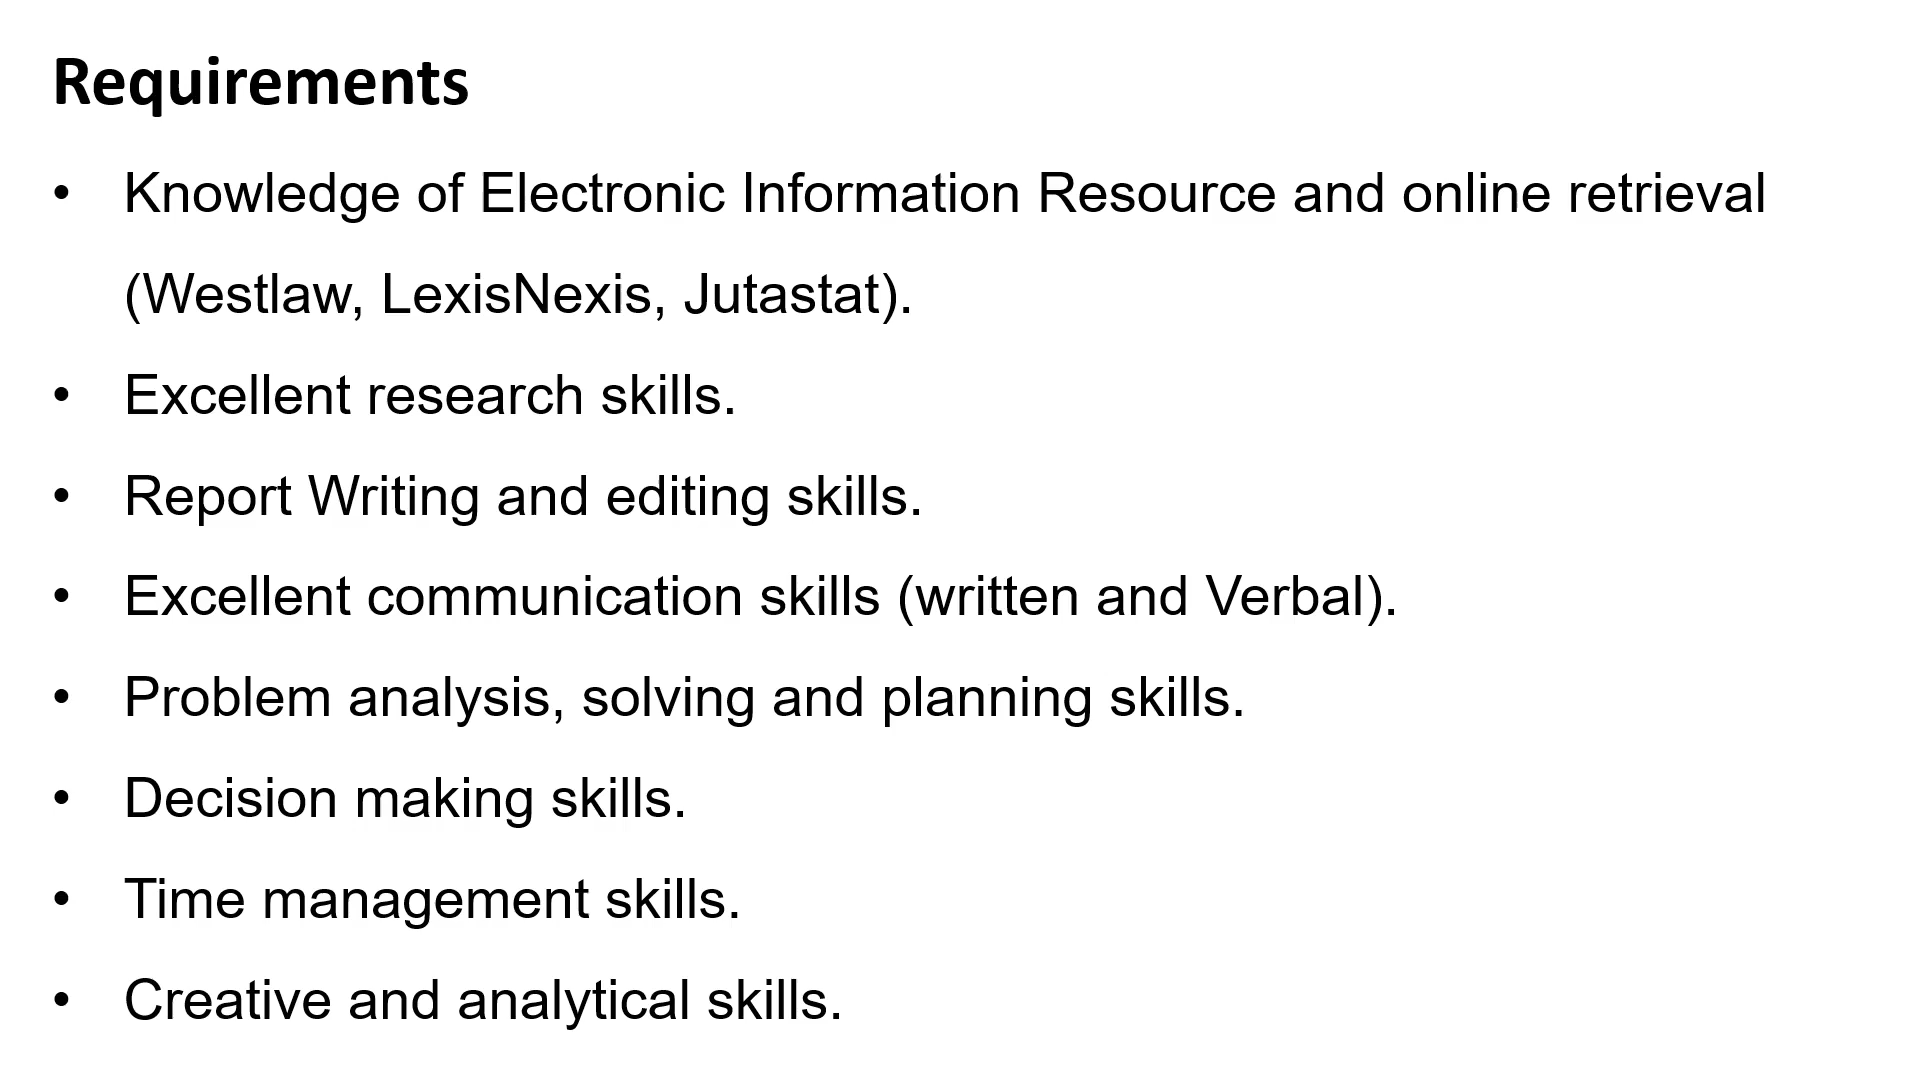 Requirements
• Knowledge of Electronic Information Resource and online retrieval
(Westlaw, LexisNexis, Jutastat).
• Excellent research skills.
• Report Writing and editing skills.
• Excellent communication skills (written and Verbal).
• Problem analysis, solving and planning skills.
• Decision making skills.
• Time management skills.
• Creative and analytical skills.